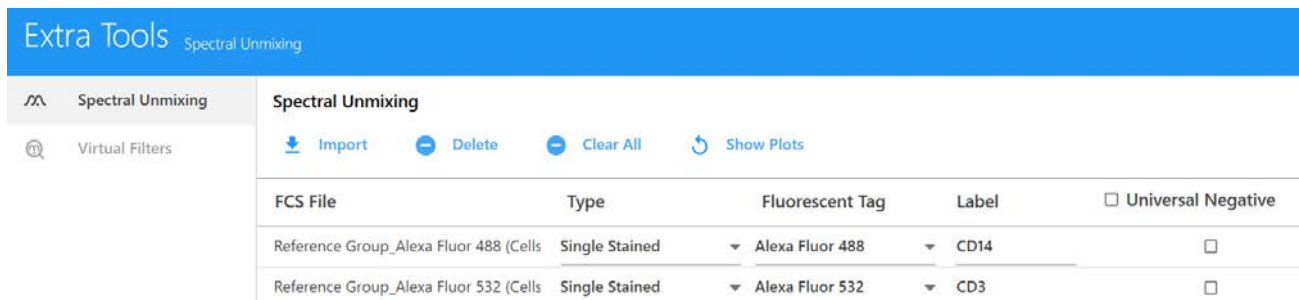 Extra Tools Spectral Unmixing
Spectral Unmixing
Virtual Filters
Spectral Unmixing
Import Delete Clear All Show Plots
FCS File Type Fluorescent Tag Label Universal Negative
Reference Group_Alexa Fluor 488 (Cells Single Stained Alexa Fluor 488 CD14
Reference Group_Alexa Fluor 532 (Cells Single Stained Alexa Fluor 532 CD3